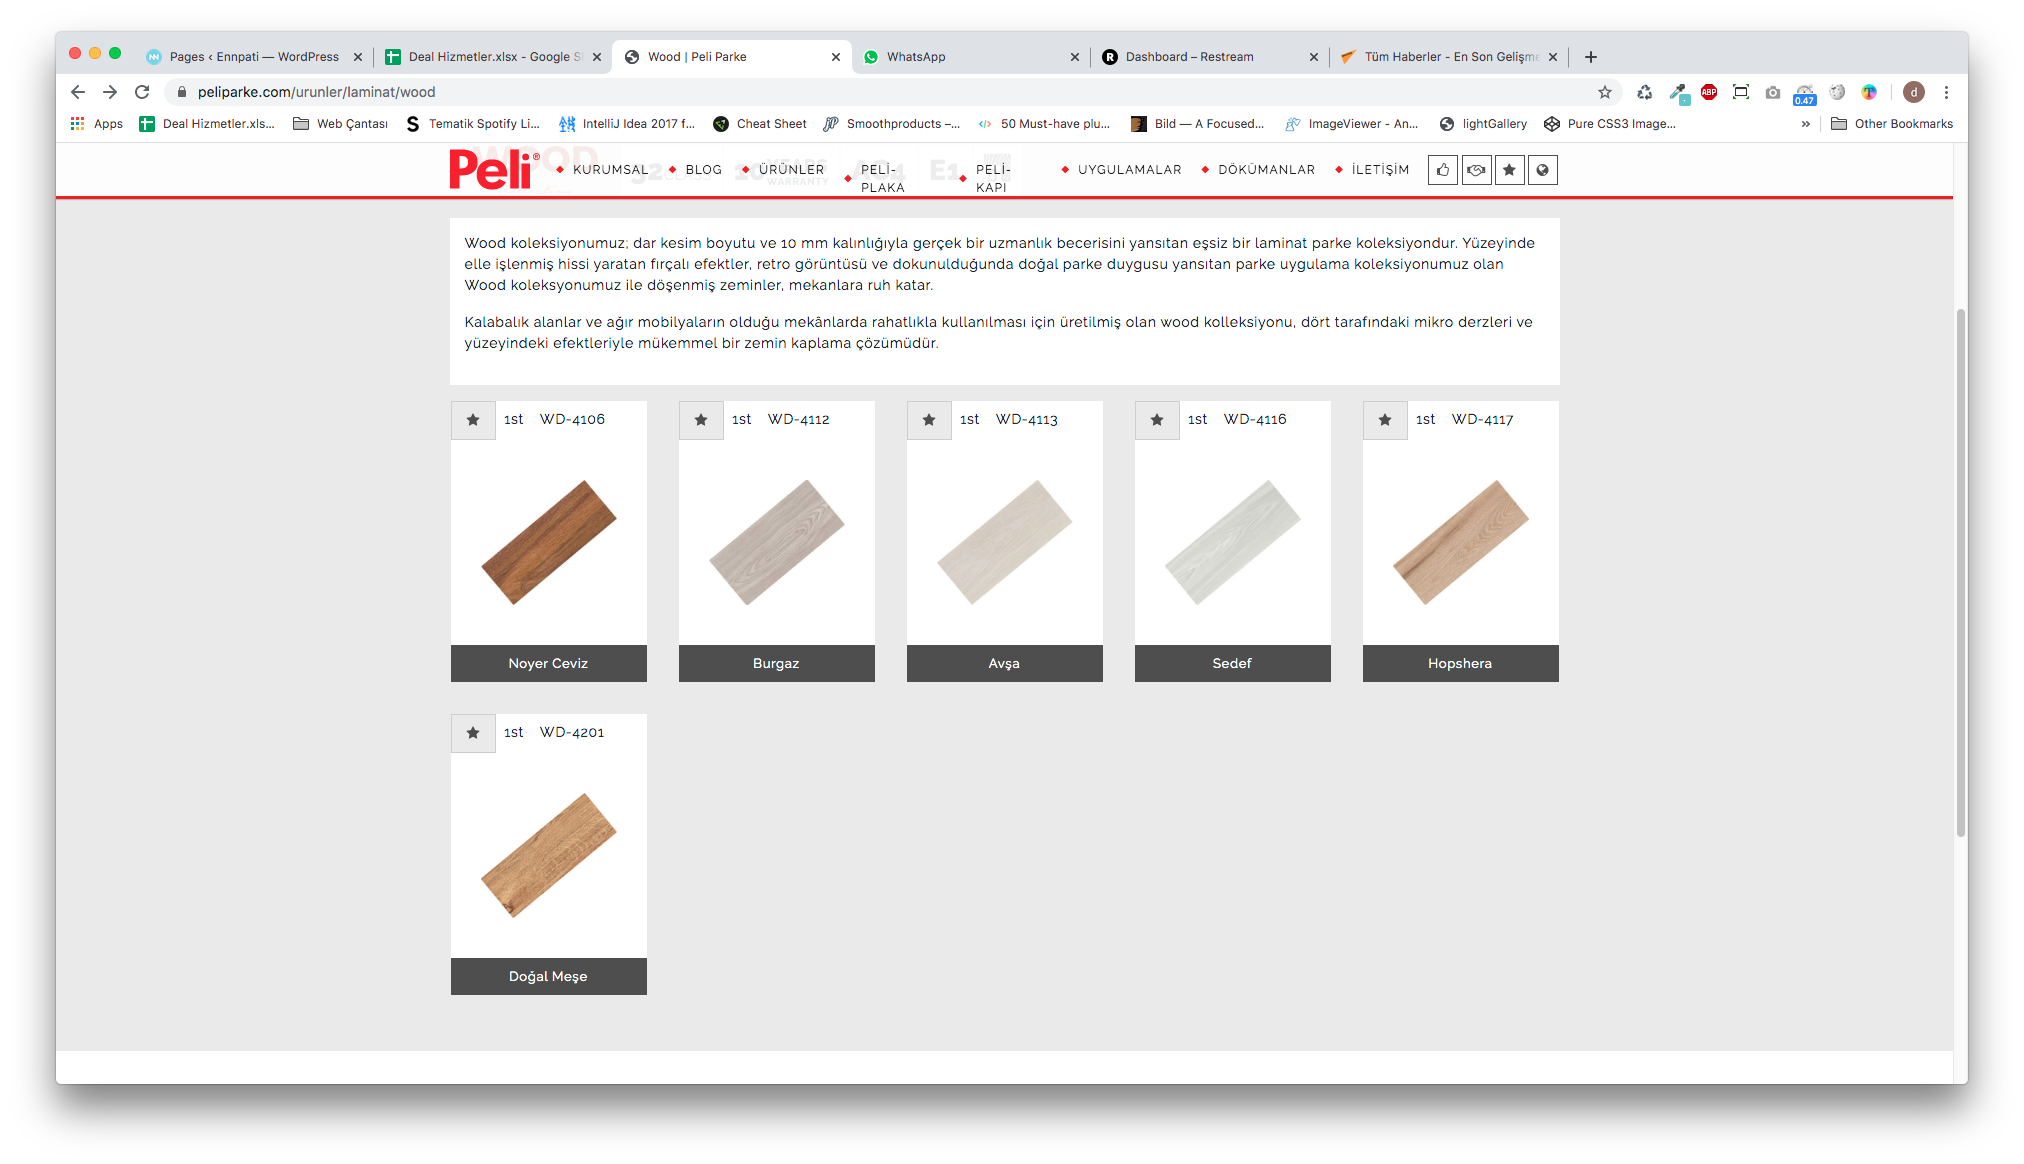 Pages ‹ Ennpati — WordPress
Deal Hizmetler.xlsx - Google S
Wood | Peli Parke
WhatsApp
Dashboard – Restream
Tüm Haberler - En Son Gelişme
peliparke.com/urunler/laminat/wood
ABP
0.47
d
Apps
Deal Hizmetler.xls...
Web Çantası
Tematik Spotify Li...
IntelliJ Idea 2017 f...
Cheat Sheet
Smoothproducts –...
50 Must-have plu...
Bild — A Focused...
ImageViewer - An...
lightGallery
Pure CSS3 Image...
»
Other Bookmarks
Peli®
KURUMSAL
BLOG
ÜRÜNLER
PELİ-
PLAKA
PELİ-
KAPI
UYGULAMALAR
DÖKÜMANLAR
İLETİŞİM
Wood koleksiyonumuz; dar kesim boyutu ve 10 mm kalınlığıyla gerçek bir uzmanlık becerisini yansıtan eşsiz bir laminat parke koleksiyondur. Yüzeyinde
elle işlenmiş hissi yaratan fırçalı efektler, retro görüntüsü ve dokunulduğunda doğal parke duygusu yansıtan parke uygulama koleksiyonumuz olan
Wood koleksyonumuz ile döşenmiş zeminler, mekanlara ruh katar.
Kalabalık alanlar ve ağır mobilyaların olduğu mekânlarda rahatlıkla kullanılması için üretilmiş olan wood kolleksiyonu, dört tarafındaki mikro derzleri ve
yüzeyindeki efektleriyle mükemmel bir zemin kaplama çözümüdür.
1st WD-4106
1st WD-4112
1st WD-4113
1st WD-4116
1st WD-4117
Noyer Ceviz
Burgaz
Avşa
Sedef
Hopshera
1st WD-4201
Doğal Meşe